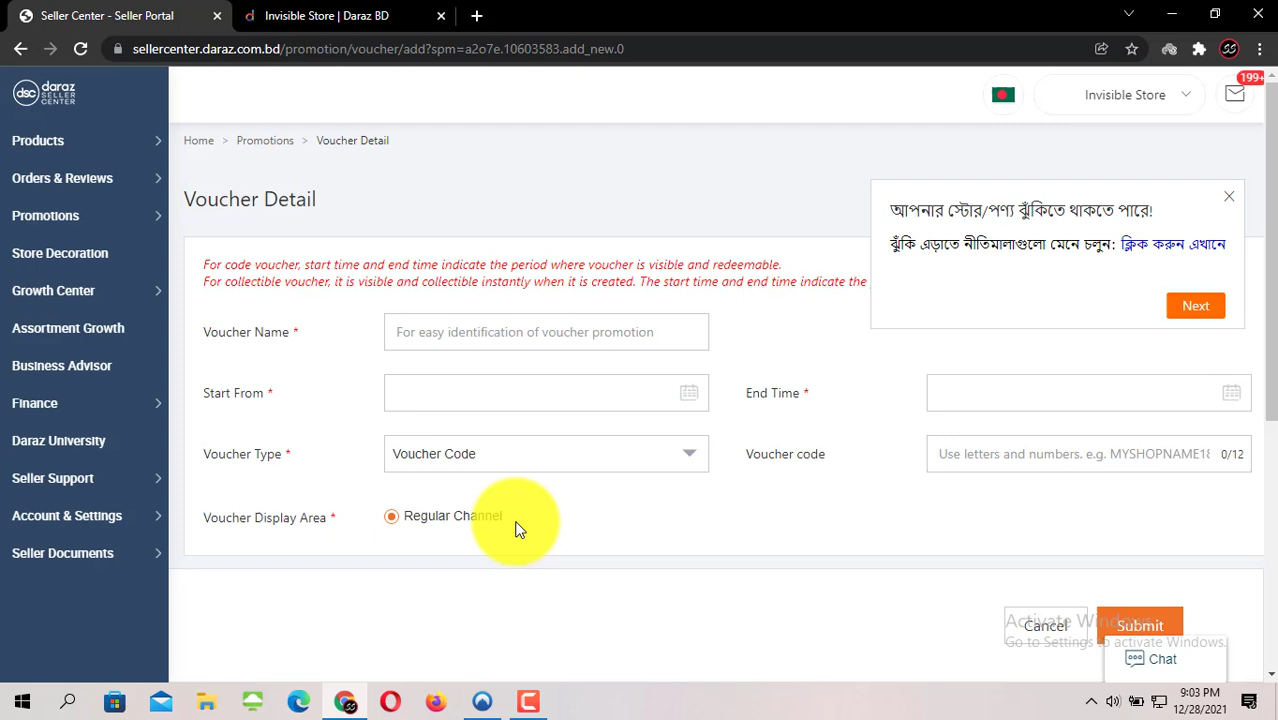 Seller Center - Seller Portal
Invisible Store | Daraz BD
sellercenter.daraz.com.bd/promotion/voucher/add?spm=a2o7e.10603583.add_new.0
dsc daraz SELLER CENTER
Invisible Store
199+
Products
Orders & Reviews
Promotions
Store Decoration
Growth Center
Assortment Growth
Business Advisor
Finance
Daraz University
Seller Support
Account & Settings
Seller Documents
Home > Promotions > Voucher Detail
Voucher Detail
আপনার স্টোর/পণ্য ঝুঁকিতে থাকতে পারে!
ঝুঁকি এড়াতে নীতিমালাগুলো মেনে চলুন: ক্লিক করুন এখানে
Next
For code voucher, start time and end time indicate the period where voucher is visible and redeemable.
For collectible voucher, it is visible and collectible instantly when it is created. The start time and end time indicate the
Voucher Name *
For easy identification of voucher promotion
Start From *
End Time *
Voucher Type *
Voucher Code
Voucher code
Use letters and numbers. e.g. MYSHOPNAME18
0/12
Voucher Display Area *
Regular Channel
Cancel
Submit
Activate Windows
Go to Settings to activate Windows.
Chat
9:03 PM
12/28/2021